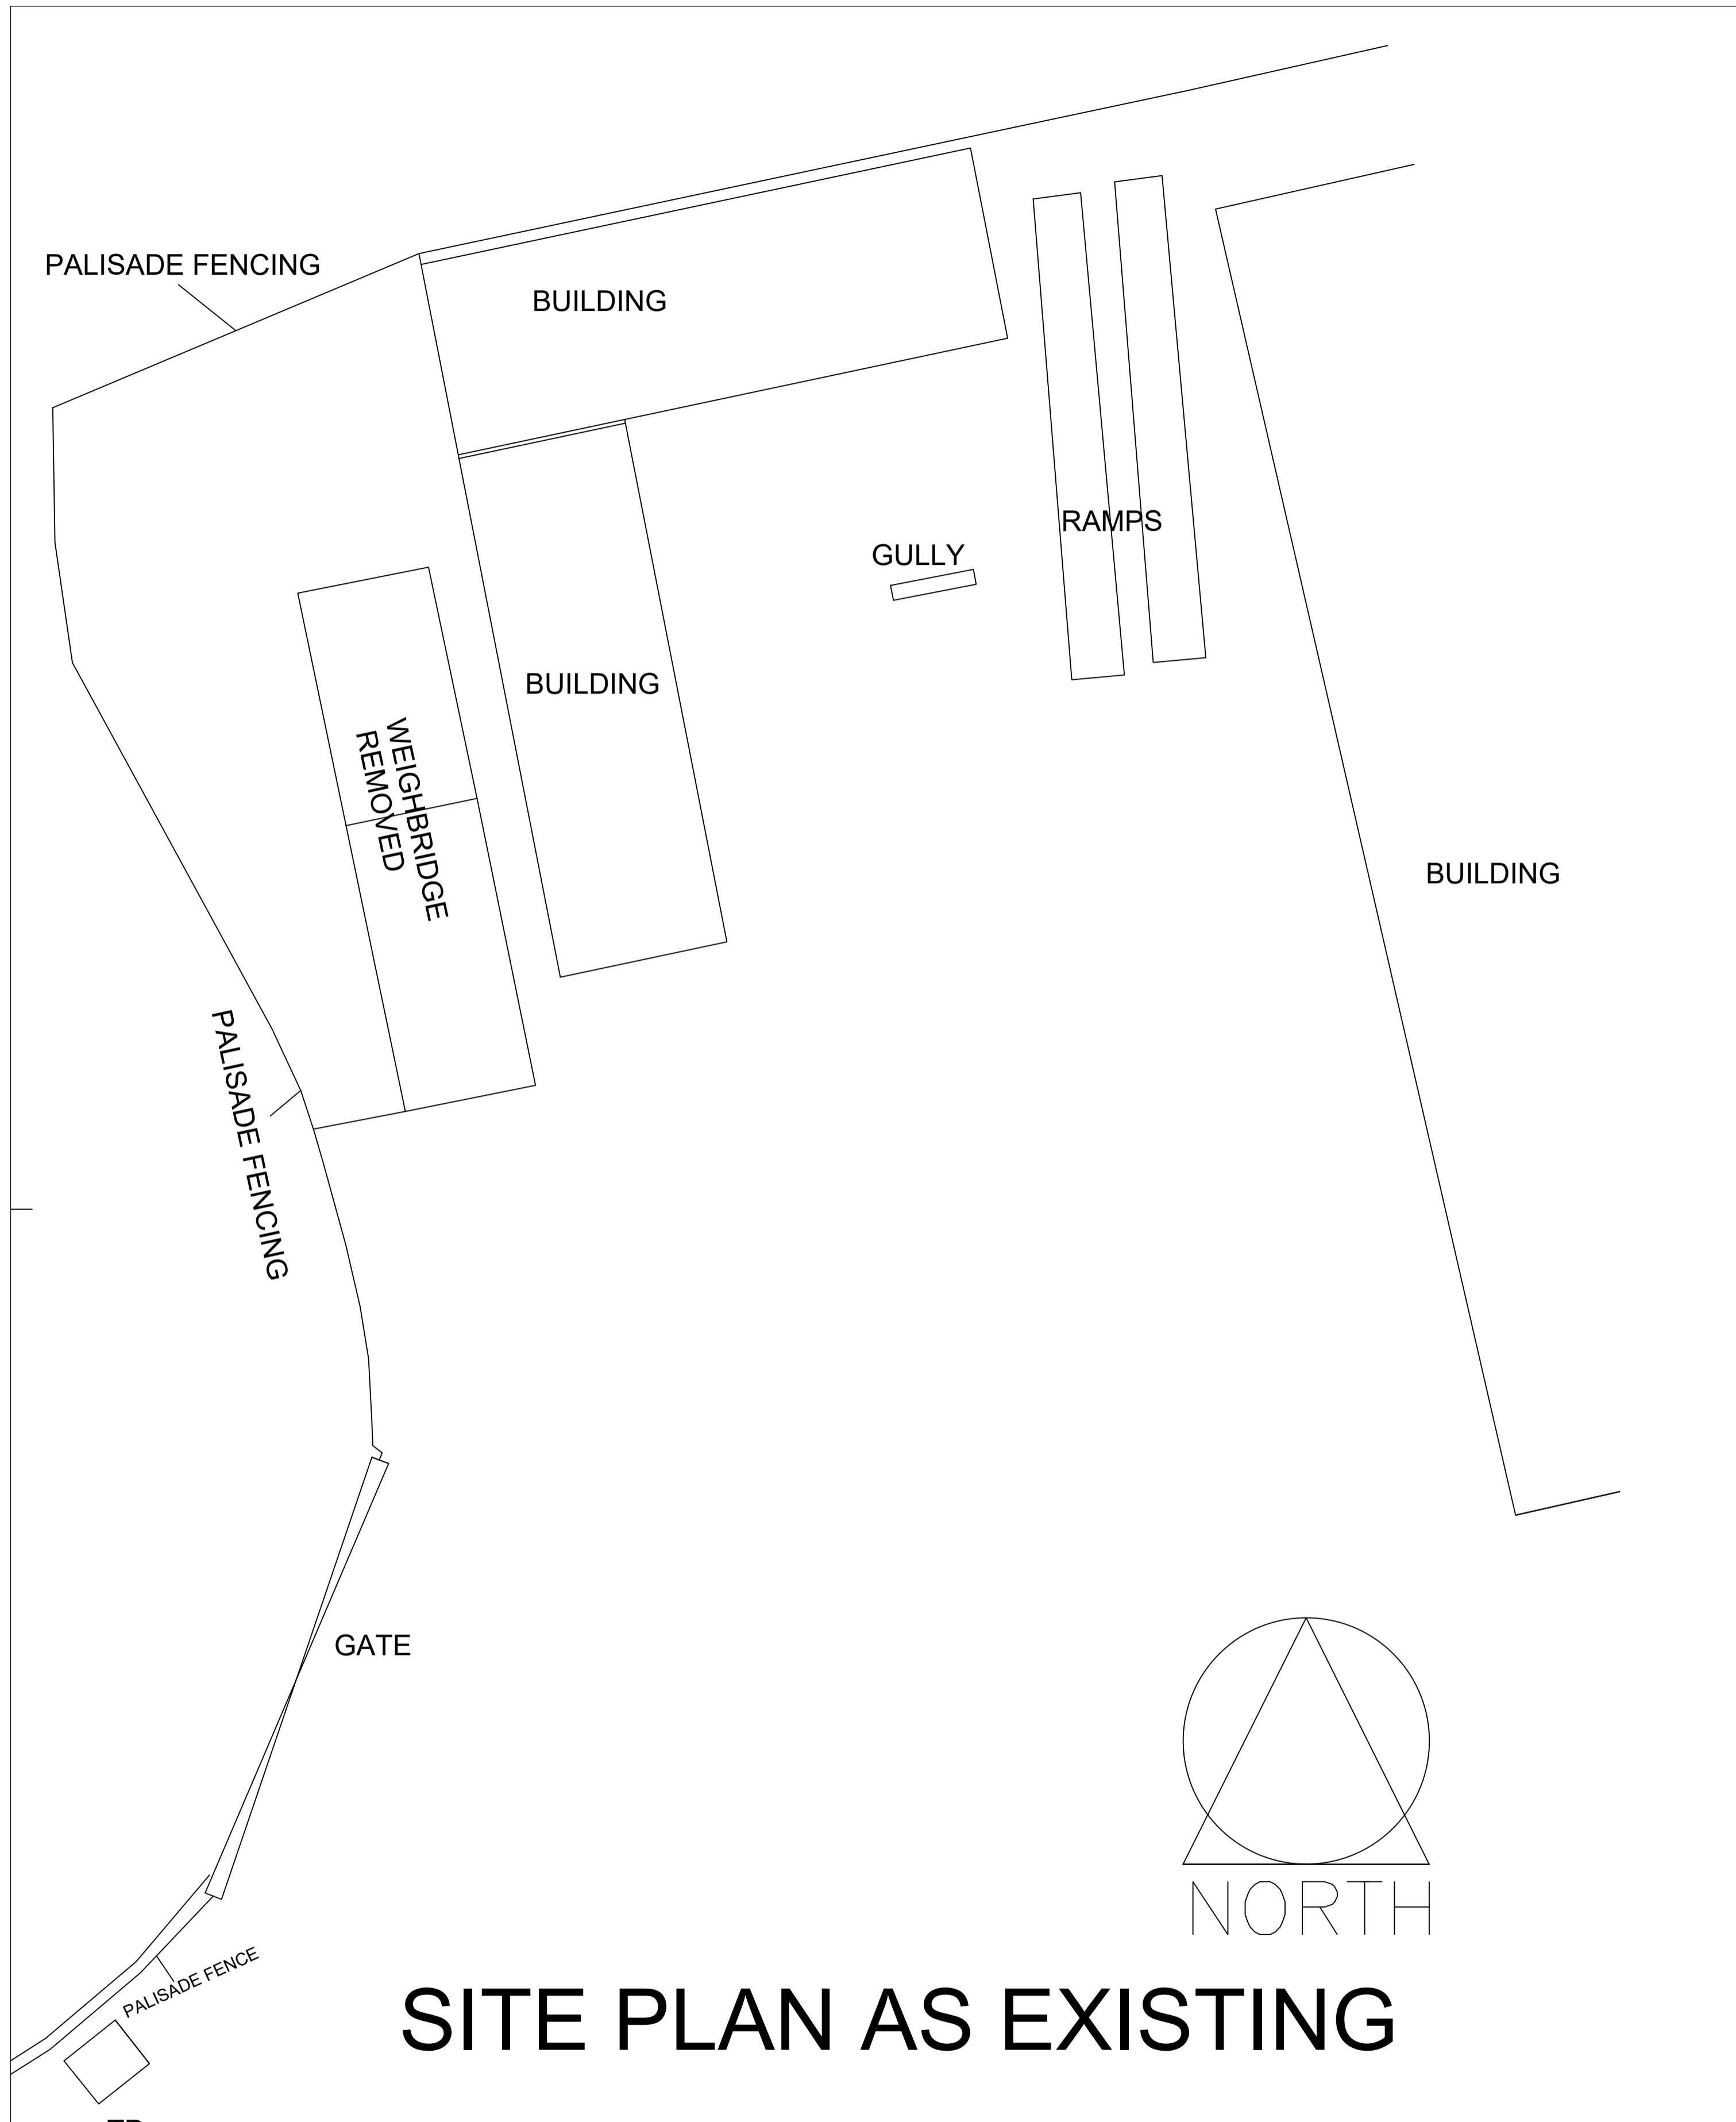 PALISADE FENCING
BUILDING
RAMPS
GULLY
BUILDING
WEIGHBRIDGE
REMOVED
BUILDING
PALISADE FENCING
GATE
NORTH
PALISADE FENCE
SITE PLAN AS EXISTING